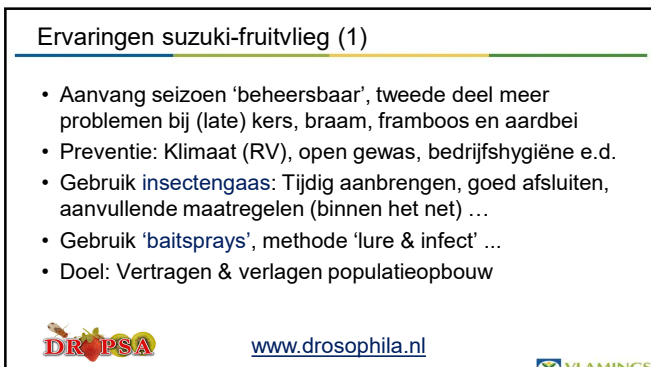 Ervaringen suzuki-fruitvlieg (1)
• Aanvang seizoen ‘beheersbaar’, tweede deel meer
problemen bij (late) kers, braam, framboos en aardbei
• Preventie: Klimaat (RV), open gewas, bedrijfshygiëne e.d.
• Gebruik insectengaas: Tijdig aanbrengen, goed afsluiten,
aanvullende maatregelen (binnen het net) …
• Gebruik ‘baitsprays’, methode ‘lure & infect’ ...
• Doel: Vertragen & verlagen populatieopbouw
DROPSA
www.drosophila.nl
VLAMINGS